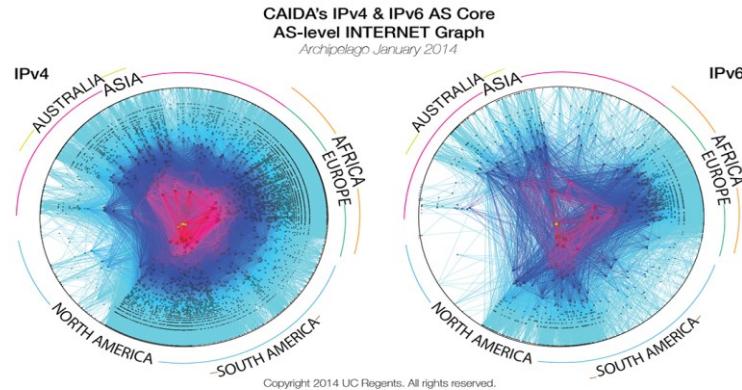 CAIDA's IPv4 & IPv6 AS Core
AS-level INTERNET Graph
Archipelago January 2014
IPv4
IPv6
AUSTRALIA
ASIA
AFRICA
EUROPE
NORTH AMERICA
SOUTH AMERICA
AUSTRALIA
ASIA
AFRICA
EUROPE
NORTH AMERICA
SOUTH AMERICA
Copyright 2014 UC Regents. All rights reserved.